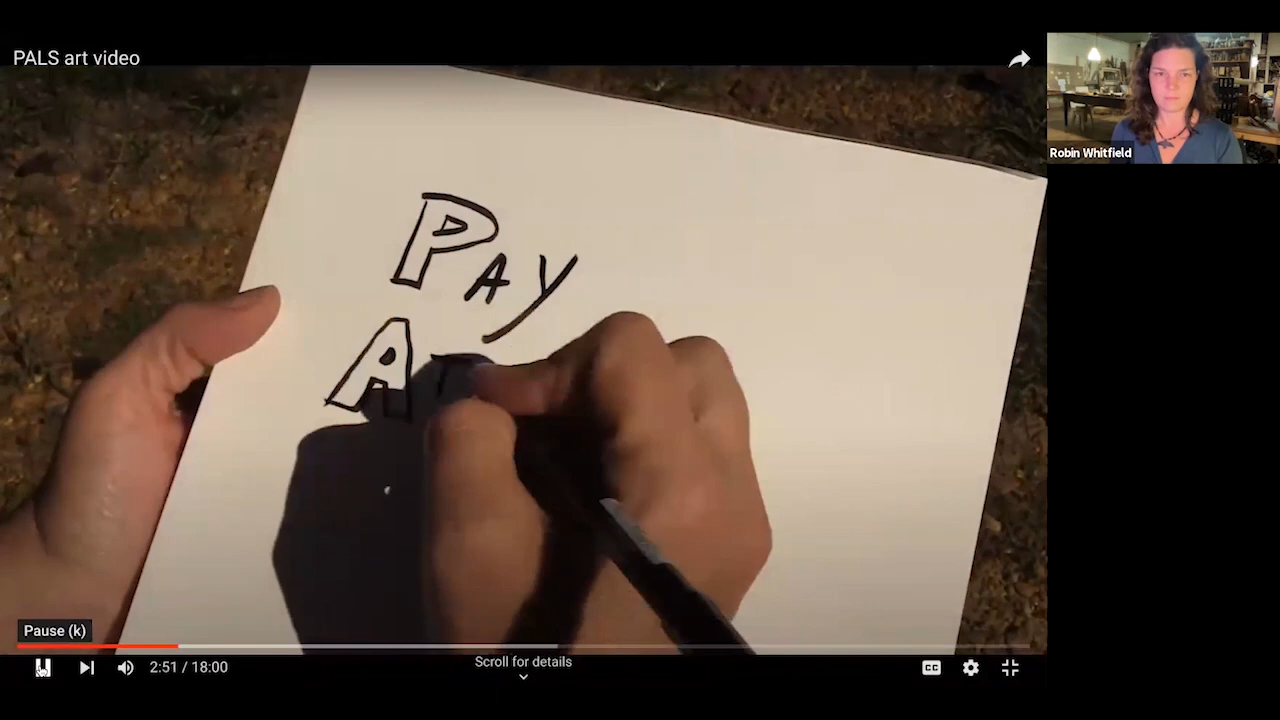 PALS art video
Robin Whitfield
PAy
A
Pause (k)
2:51 / 18:00
Scroll for details
CC